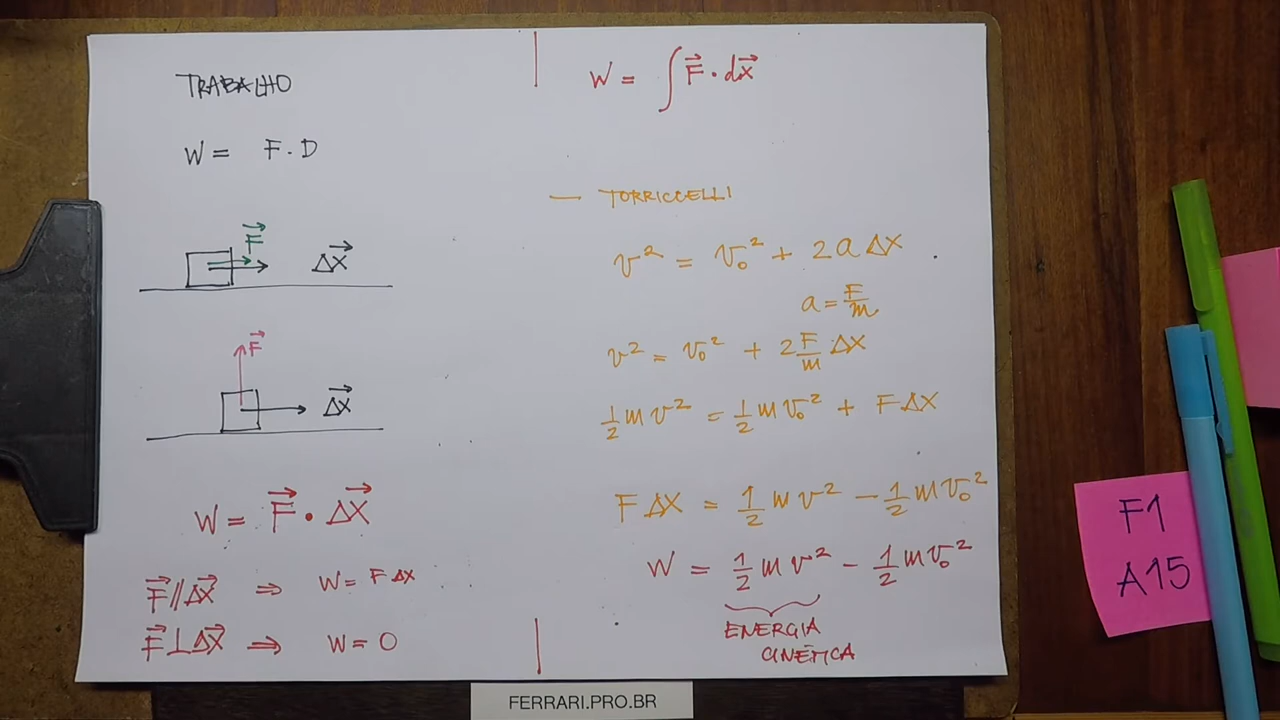 TRABALHO
W = F . D
F⃗
Δx⃗
F⃗
Δx⃗
W = F⃗ · Δx⃗
F⃗ // Δx⃗ ⇒ W = F Δx
F⃗ ⊥ Δx⃗ ⇒ W = 0
W = ∫ F⃗ · dx⃗
— TORRICCELLI
v² = v₀² + 2 a Δx
a = F/m
v² = v₀² + 2 F/m Δx
1/2 m v² = 1/2 m v₀² + F Δx
F Δx = 1/2 m v² - 1/2 m v₀²
W = 1/2 m v² - 1/2 m v₀²
ENERGIA
CINÉTICA
F1
A15
FERRARI.PRO.BR